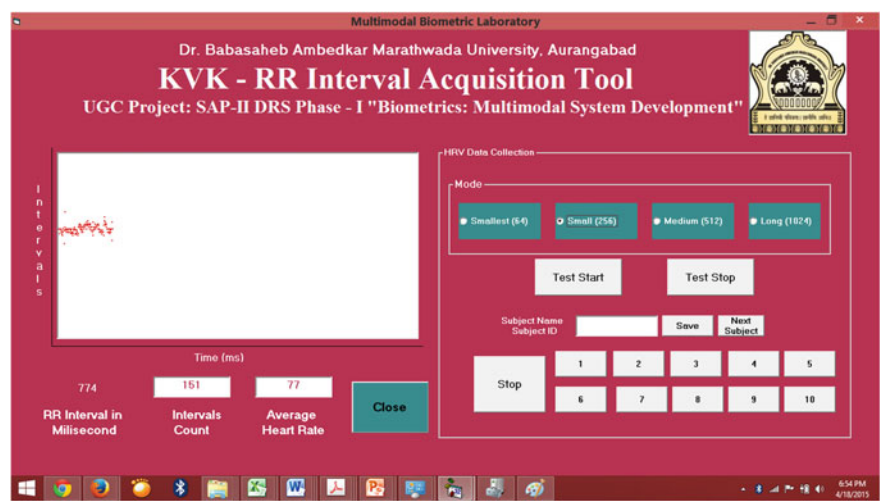 Multimodal Biometric Laboratory
Dr. Babasaheb Ambedkar Marathwada University, Aurangabad
KVK - RR Interval Acquisition Tool
UGC Project: SAP-II DRS Phase - I "Biometrics: Multimodal System Development"
Intervals
Time (ms)
774
151
77
RR Interval in
Milisecond
Intervals
Count
Average
Heart Rate
Close
HRV Data Collection
Mode
Smallest (64)
Small (256)
Medium (512)
Long (1024)
Test Start
Test Stop
Subject Name
Subject ID
Save
Next
Subject
Stop
1
2
3
4
5
6
7
8
9
10
6:54 PM
4/18/2015